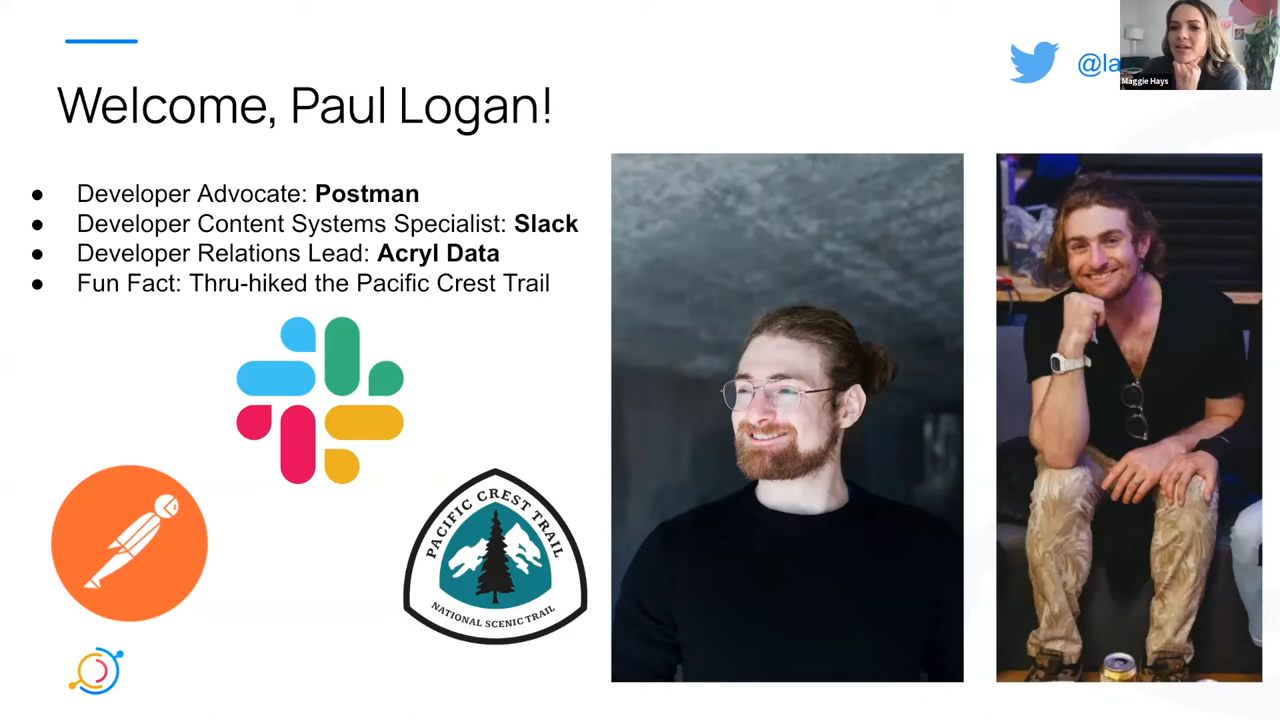 Welcome, Paul Logan!
@la
Maggie Hays
● Developer Advocate: Postman
● Developer Content Systems Specialist: Slack
● Developer Relations Lead: Acryl Data
● Fun Fact: Thru-hiked the Pacific Crest Trail
PACIFIC CREST TRAIL
NATIONAL SCENIC TRAIL